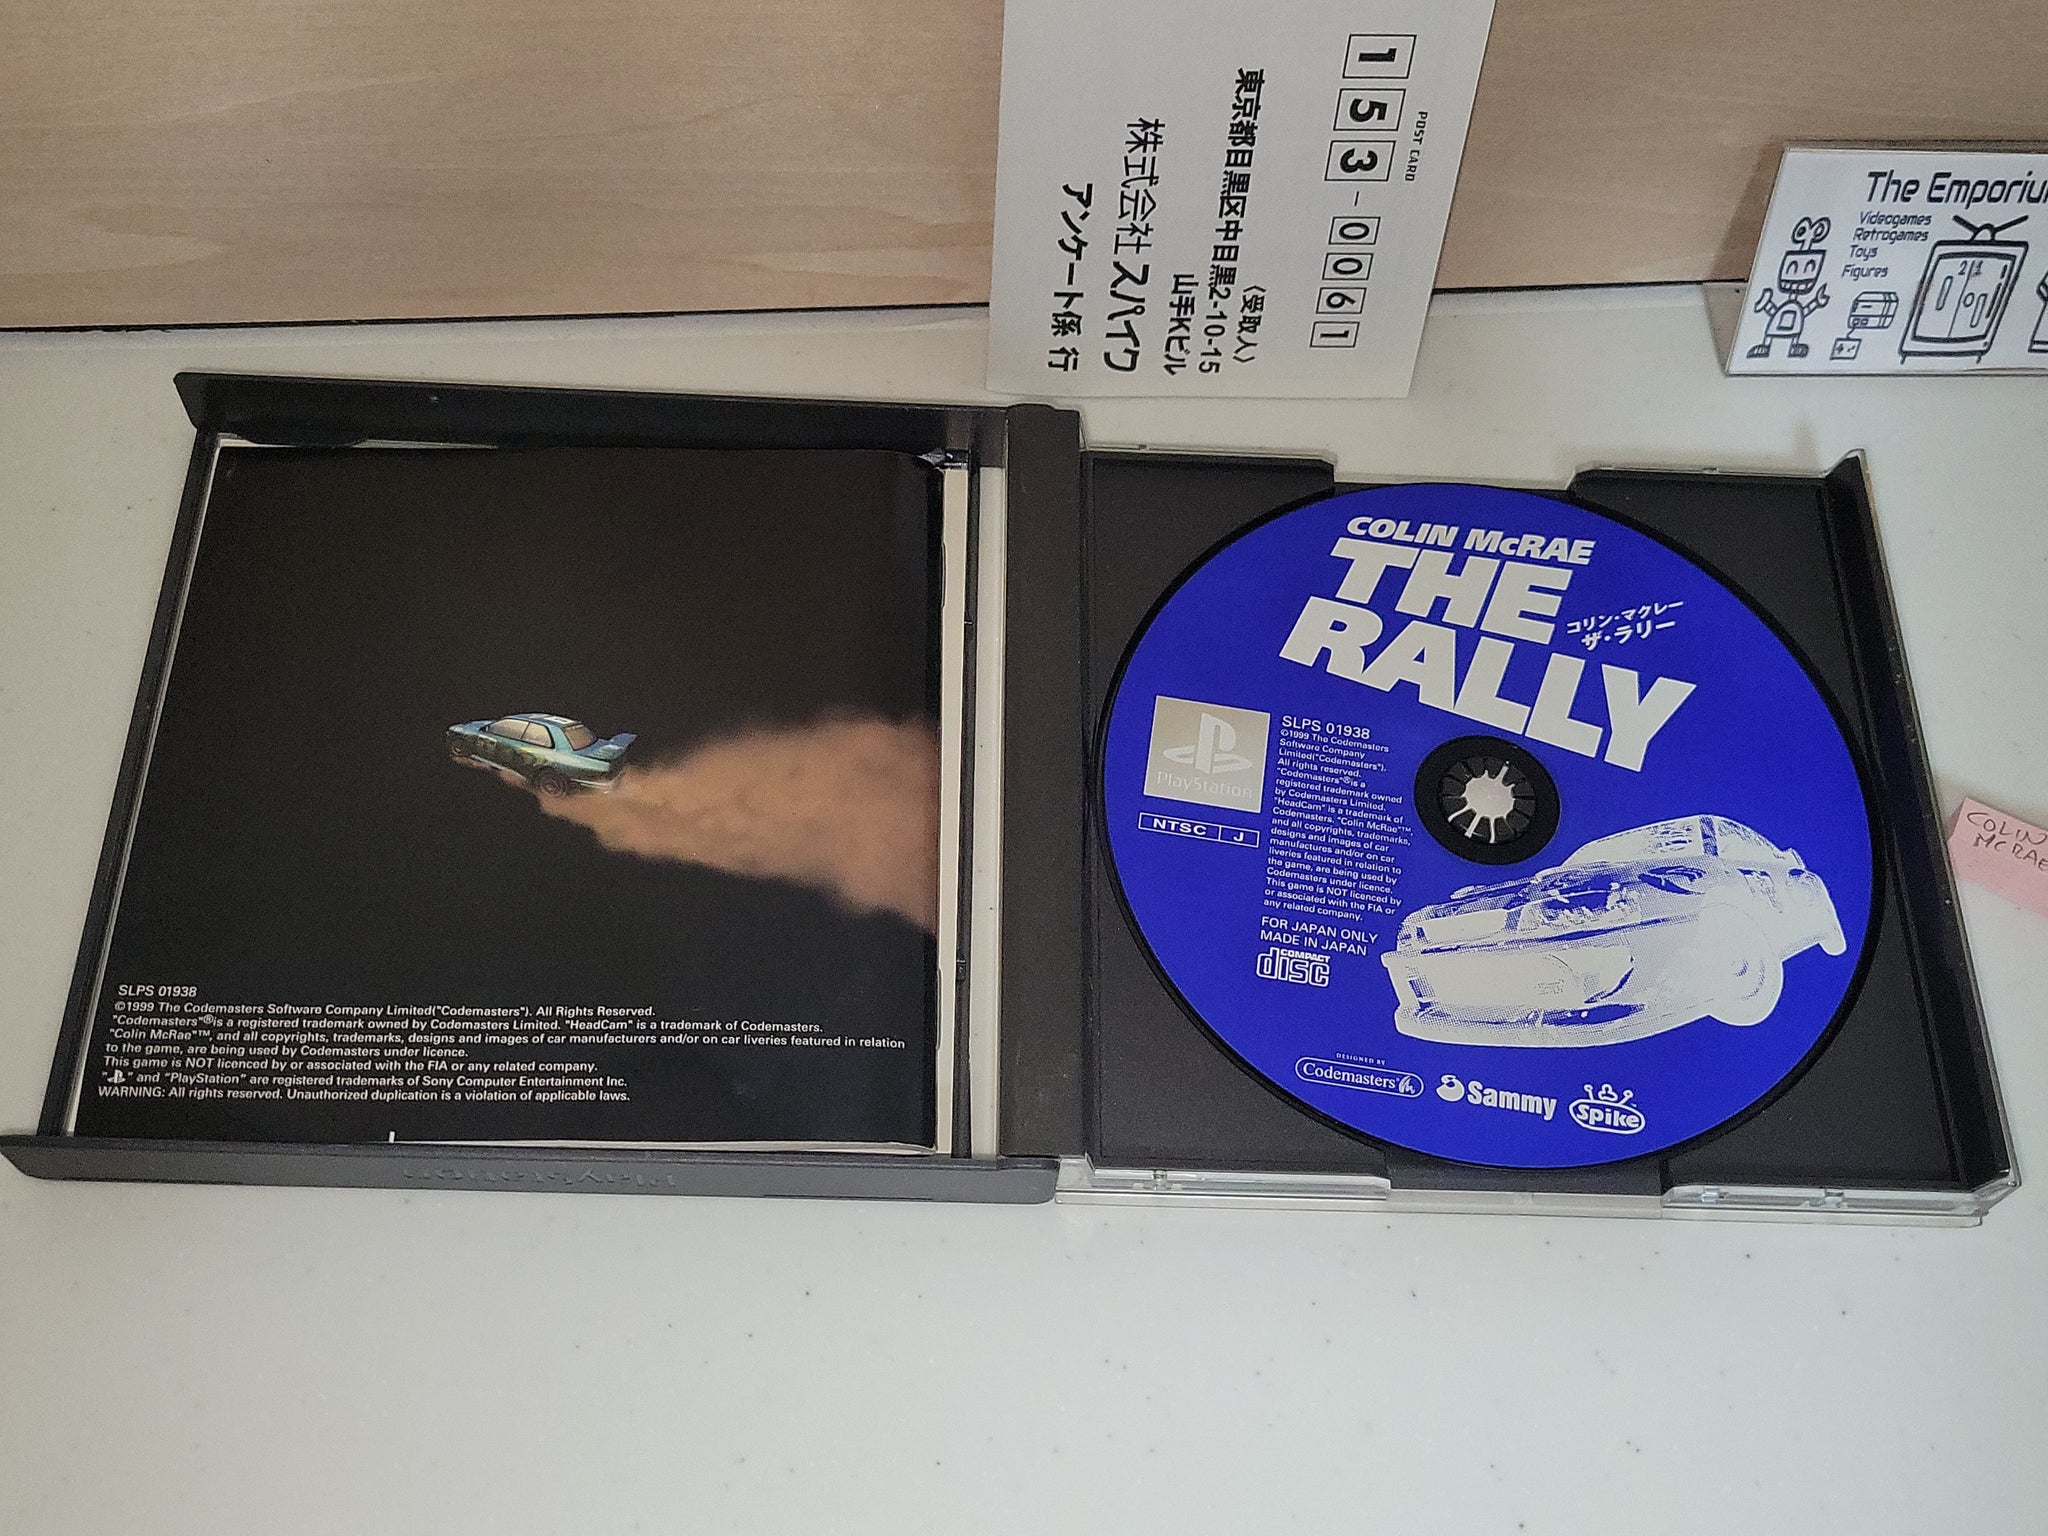 POST CARD
153-0061
〈受取人〉
東京都目黒区中目黒2-10-15
山手Kビル
株式会社スパイク
アンケート係 行
The Emporiu
Videogames
Retrogames
Toys
Figures
21
SLPS 01938
©1999 The Codemasters Software Company Limited("Codemasters"). All Rights Reserved.
"Codemasters"®is a registered trademark owned by Codemasters Limited. "HeadCam" is a trademark of Codemasters.
"Colin McRae"™, and all copyrights, trademarks, designs and images of car manufacturers and/or on car liveries featured in relation
to the game, are being used by Codemasters under licence.
This game is NOT licenced by or associated with the FIA or any related company.
" " and "PlayStation" are registered trademarks of Sony Computer Entertainment Inc.
WARNING: All rights reserved. Unauthorized duplication is a violation of applicable laws.
PlayStation
COLIN McRAE
THE
RALLY
コリン・マクレー
ザ・ラリー
PlayStation
NTSC J
SLPS 01938
©1999 The Codemasters
Software Company
Limited("Codemasters").
All rights reserved.
"Codemasters"®is a
registered trademark owned
by Codemasters Limited.
"HeadCam" is a trademark of
Codemasters. "Colin McRae"™,
and all copyrights, trademarks,
designs and images of car
manufactures and/or on car
liveries featured in relation to
the game, are being used by
Codemasters under licence.
This game is NOT licenced by
or associated with the FIA or
any related company.
FOR JAPAN ONLY
MADE IN JAPAN
COMPACT
disc
DESIGNED BY
Codemasters
Sammy
Spike
COLIN
MCRAE